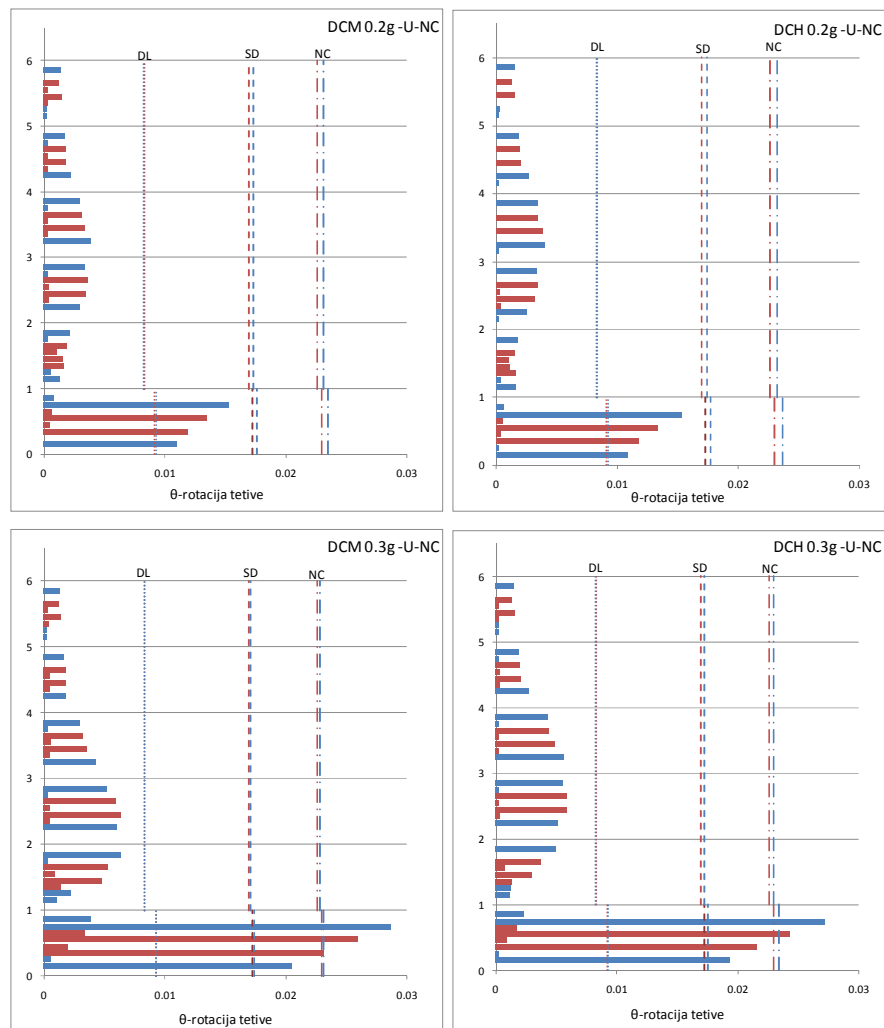 DCM 0.2g -U-NC
DL
SD
NC
6
5
4
3
2
1
0
0
0.01
0.02
0.03
θ-rotacija tetive
DCH 0.2g -U-NC
DL
SD
NC
6
5
4
3
2
1
0
0
0.01
0.02
0.03
θ-rotacija tetive
DCM 0.3g -U-NC
DL
SD
NC
6
5
4
3
2
1
0
0
0.01
0.02
0.03
θ-rotacija tetive
DCH 0.3g -U-NC
DL
SD
NC
6
5
4
3
2
1
0
0
0.01
0.02
0.03
θ-rotacija tetive